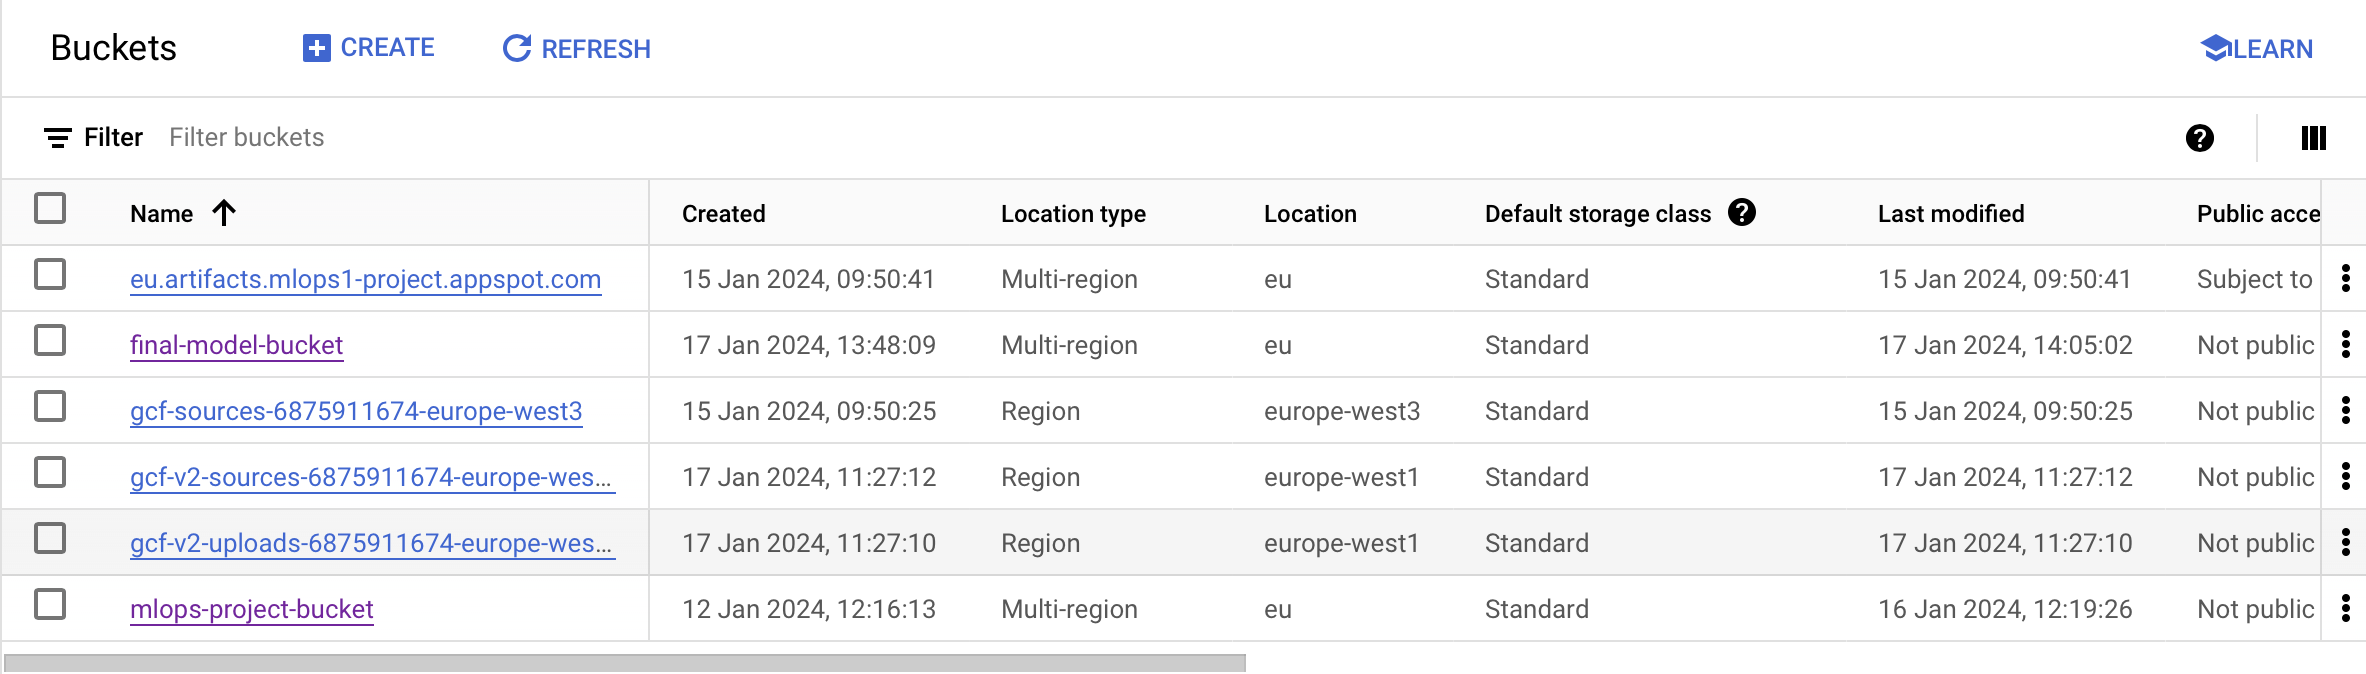 Buckets CREATE REFRESH LEARN
Filter Filter buckets
Name Created Location type Location Default storage class Last modified Public acce
eu.artifacts.mlops1-project.appspot.com 15 Jan 2024, 09:50:41 Multi-region eu Standard 15 Jan 2024, 09:50:41 Subject to
final-model-bucket 17 Jan 2024, 13:48:09 Multi-region eu Standard 17 Jan 2024, 14:05:02 Not public
gcf-sources-6875911674-europe-west3 15 Jan 2024, 09:50:25 Region europe-west3 Standard 15 Jan 2024, 09:50:25 Not public
gcf-v2-sources-6875911674-europe-wes... 17 Jan 2024, 11:27:12 Region europe-west1 Standard 17 Jan 2024, 11:27:12 Not public
gcf-v2-uploads-6875911674-europe-wes... 17 Jan 2024, 11:27:10 Region europe-west1 Standard 17 Jan 2024, 11:27:10 Not public
mlops-project-bucket 12 Jan 2024, 12:16:13 Multi-region eu Standard 16 Jan 2024, 12:19:26 Not public